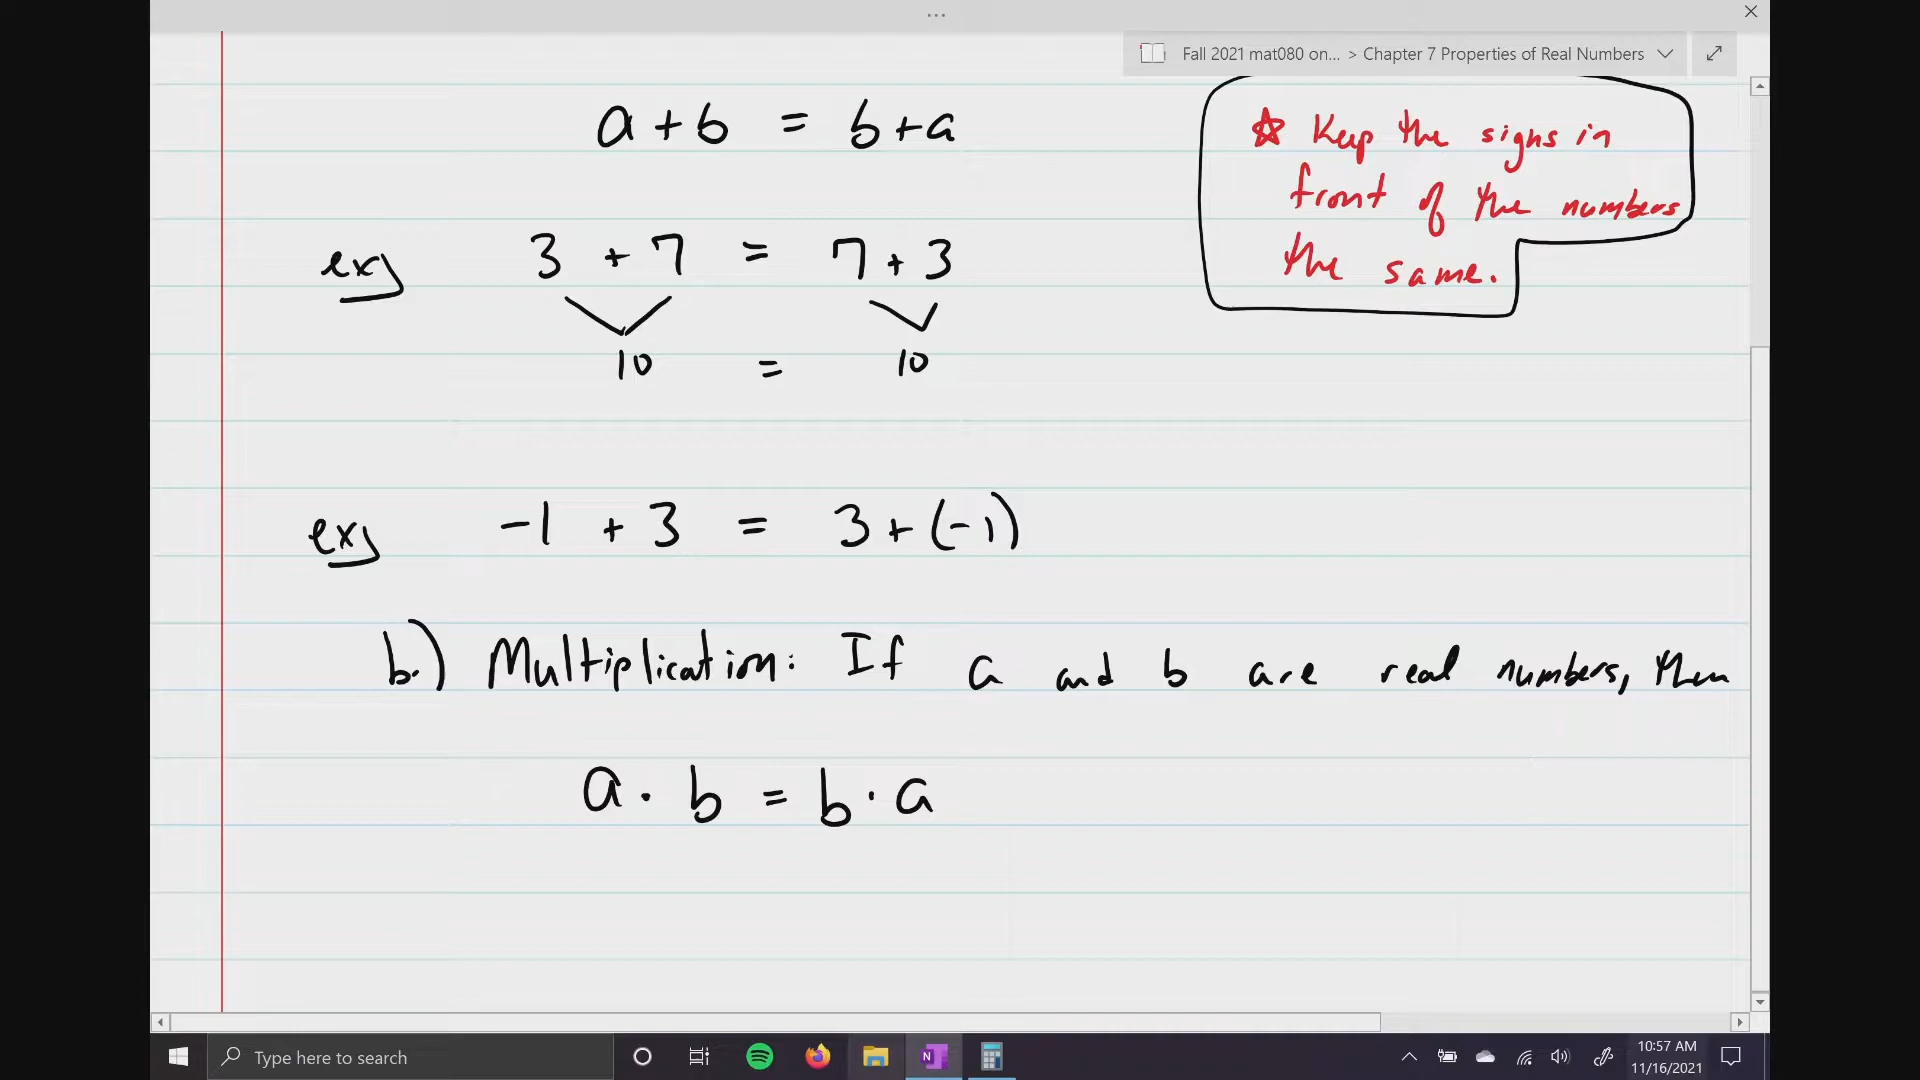 ...
Fall 2021 mat080 on... > Chapter 7 Properties of Real Numbers
a + b = b + a
☆ Keep the signs in
front of the numbers
the same.
ex) 3 + 7 = 7 + 3
10 = 10
ex) -1 + 3 = 3 + (-1)
b.) Multiplication: If a and b are real numbers, then
a · b = b · a
Type here to search
N
10:57 AM
11/16/2021